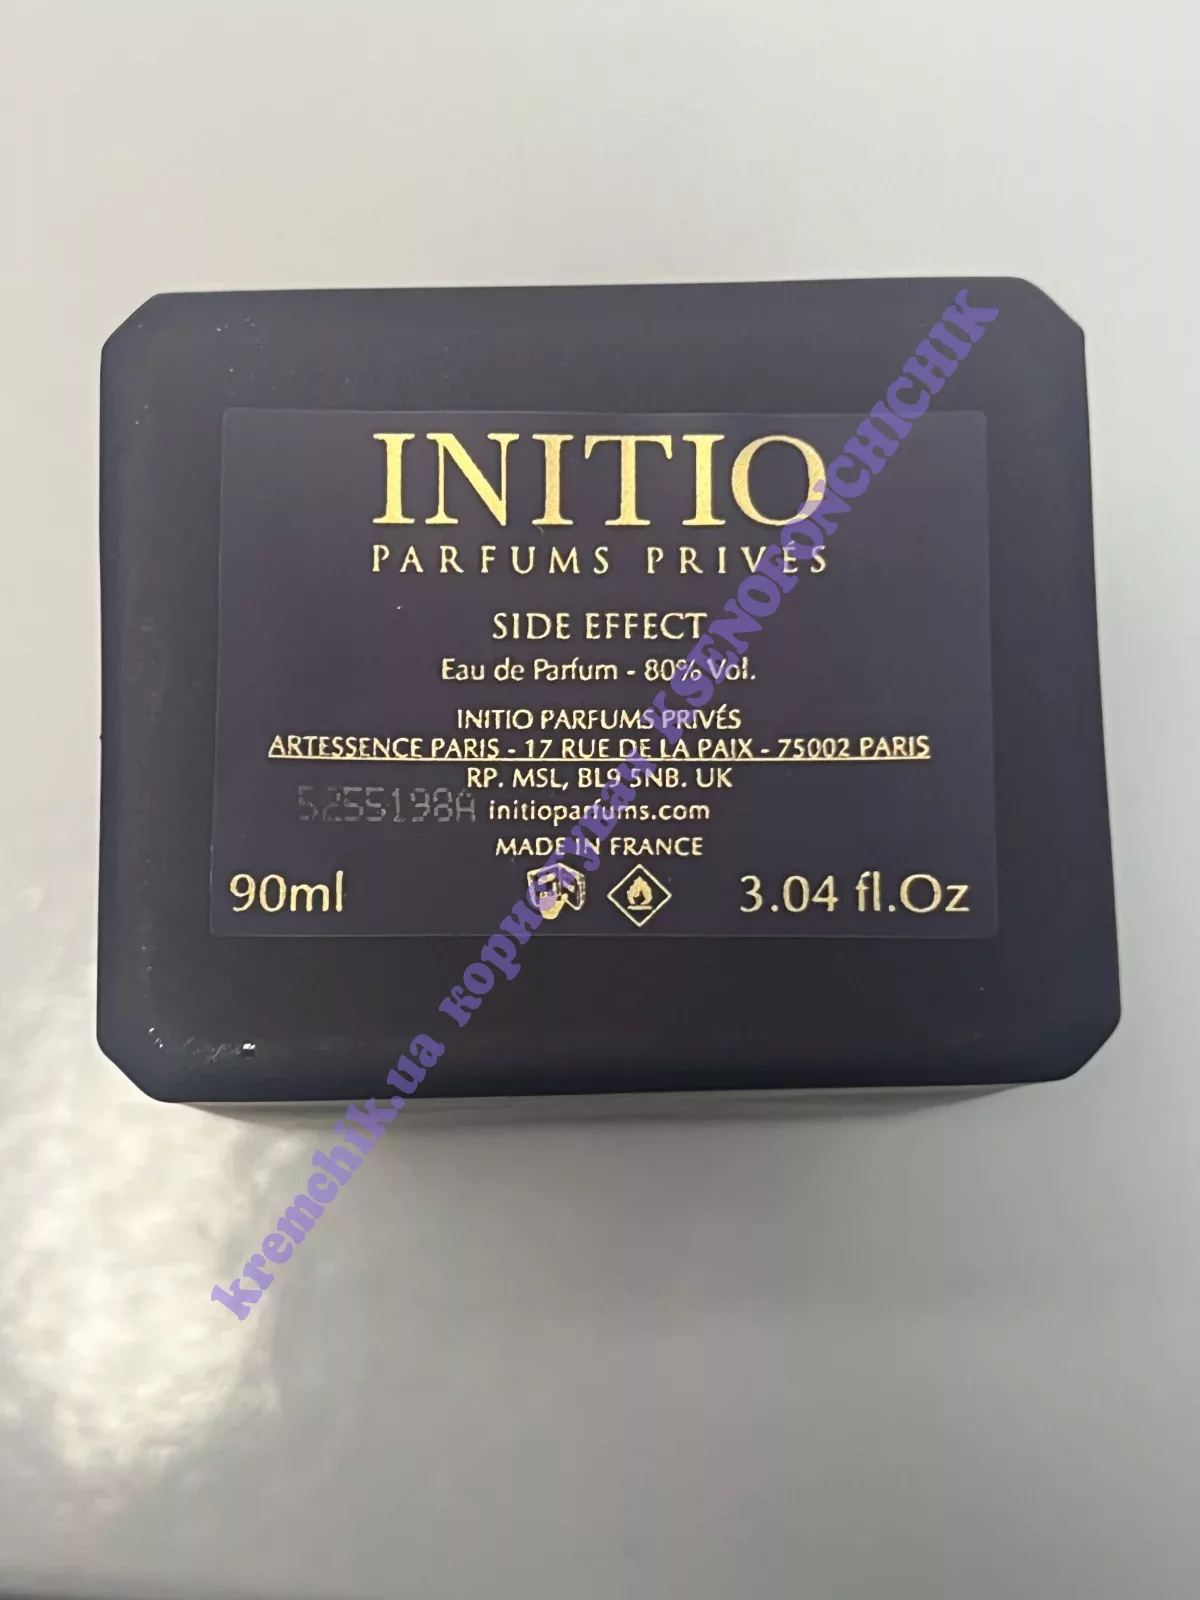 INITIO
PARFUMS PRIVÉS
SIDE EFFECT
Eau de Parfum - 80% Vol.
INITIO PARFUMS PRIVÉS
ARTESSENCE PARIS - 17 RUE DE LA PAIX - 75002 PARIS
RP. MSL, BL9 5NB. UK
5255198A initioparfums.com
MADE IN FRANCE
90ml 3.04 fl.Oz
kremchik.ua користувач KSENOFONCHICHIK